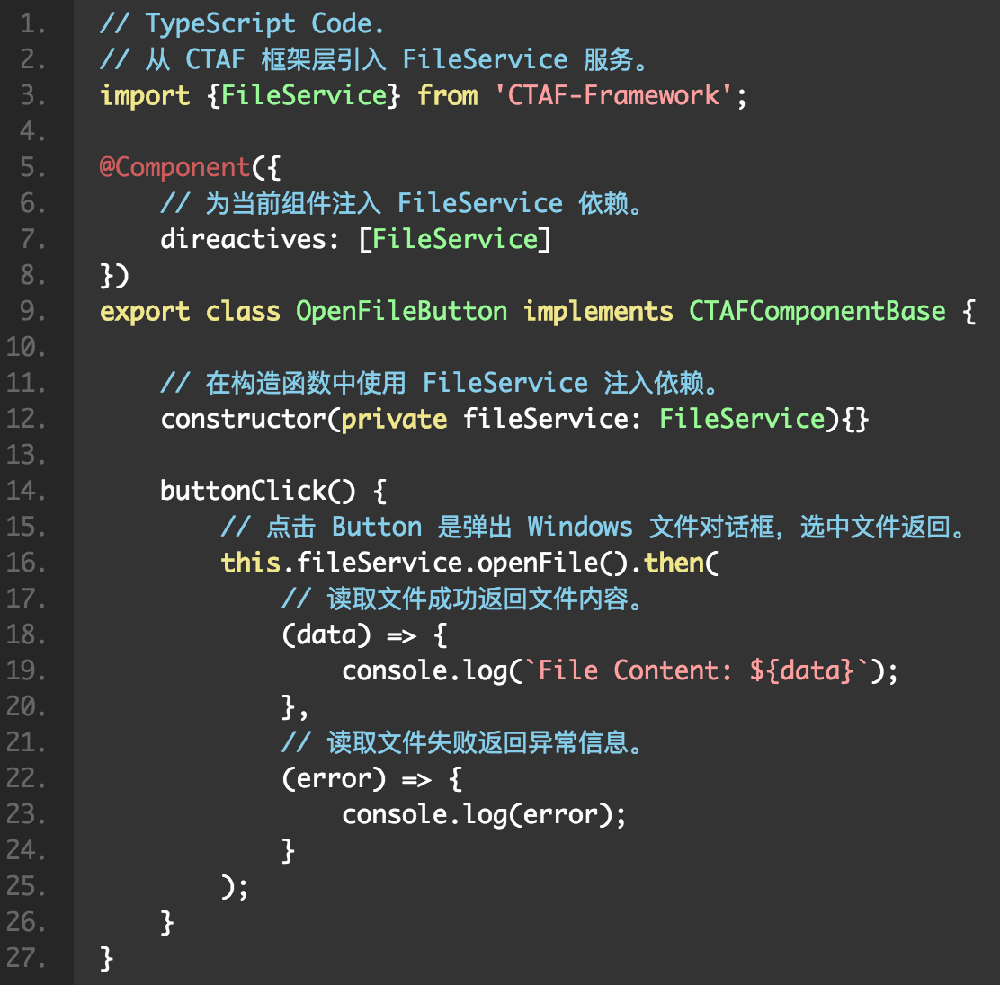 1. // TypeScript Code.
2. // 从 CTAF 框架层引入 FileService 服务。
3. import {FileService} from 'CTAF-Framework';
4.
5. @Component({
6.     // 为当前组件注入 FileService 依赖。
7.     direactives: [FileService]
8. })
9. export class OpenFileButton implements CTAFComponentBase {
10.
11.     // 在构造函数中使用 FileService 注入依赖。
12.     constructor(private fileService: FileService){}
13.
14.     buttonClick() {
15.         // 点击 Button 是弹出 Windows 文件对话框，选中文件返回。
16.         this.fileService.openFile().then(
17.             // 读取文件成功返回文件内容。
18.             (data) => {
19.                 console.log(`File Content: ${data}`);
20.             },
21.             // 读取文件失败返回异常信息。
22.             (error) => {
23.                 console.log(error);
24.             }
25.         );
26.     }
27. }